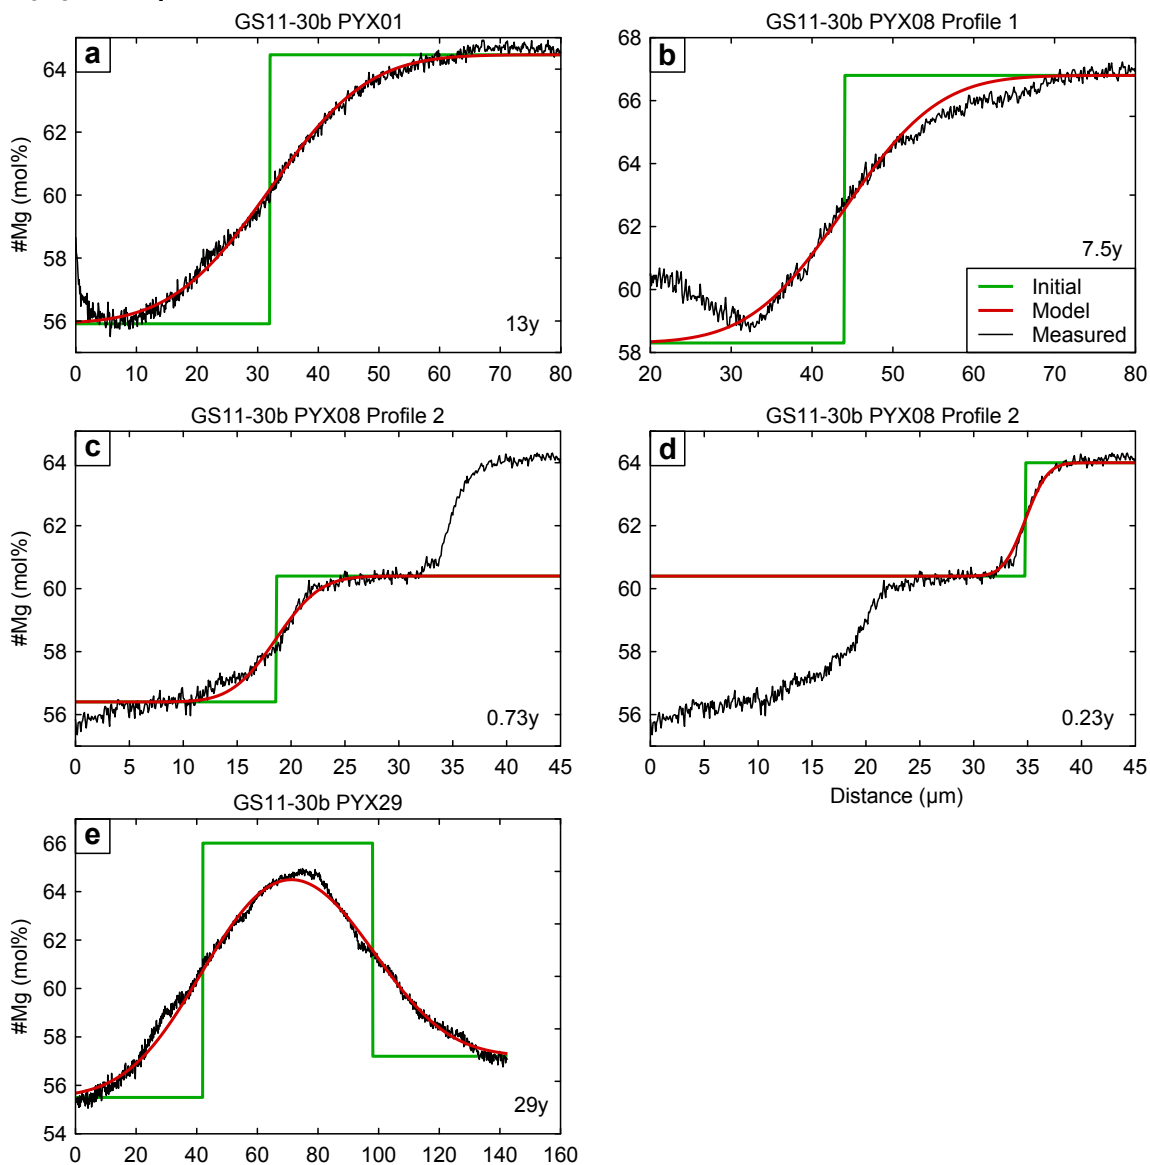 GS11-30b PYX01
a
#Mg (mol%)
64
62
60
58
56
13y
0 10 20 30 40 50 60 70 80
GS11-30b PYX08 Profile 1
b
68
66
64
62
60
58
7.5y
Initial
Model
Measured
20 30 40 50 60 70 80
GS11-30b PYX08 Profile 2
c
#Mg (mol%)
64
62
60
58
56
0.73y
0 5 10 15 20 25 30 35 40 45
GS11-30b PYX08 Profile 2
d
64
62
60
58
56
0.23y
0 5 10 15 20 25 30 35 40 45
Distance (µm)
GS11-30b PYX29
e
#Mg (mol%)
66
64
62
60
58
56
54
29y
0 20 40 60 80 100 120 140 160